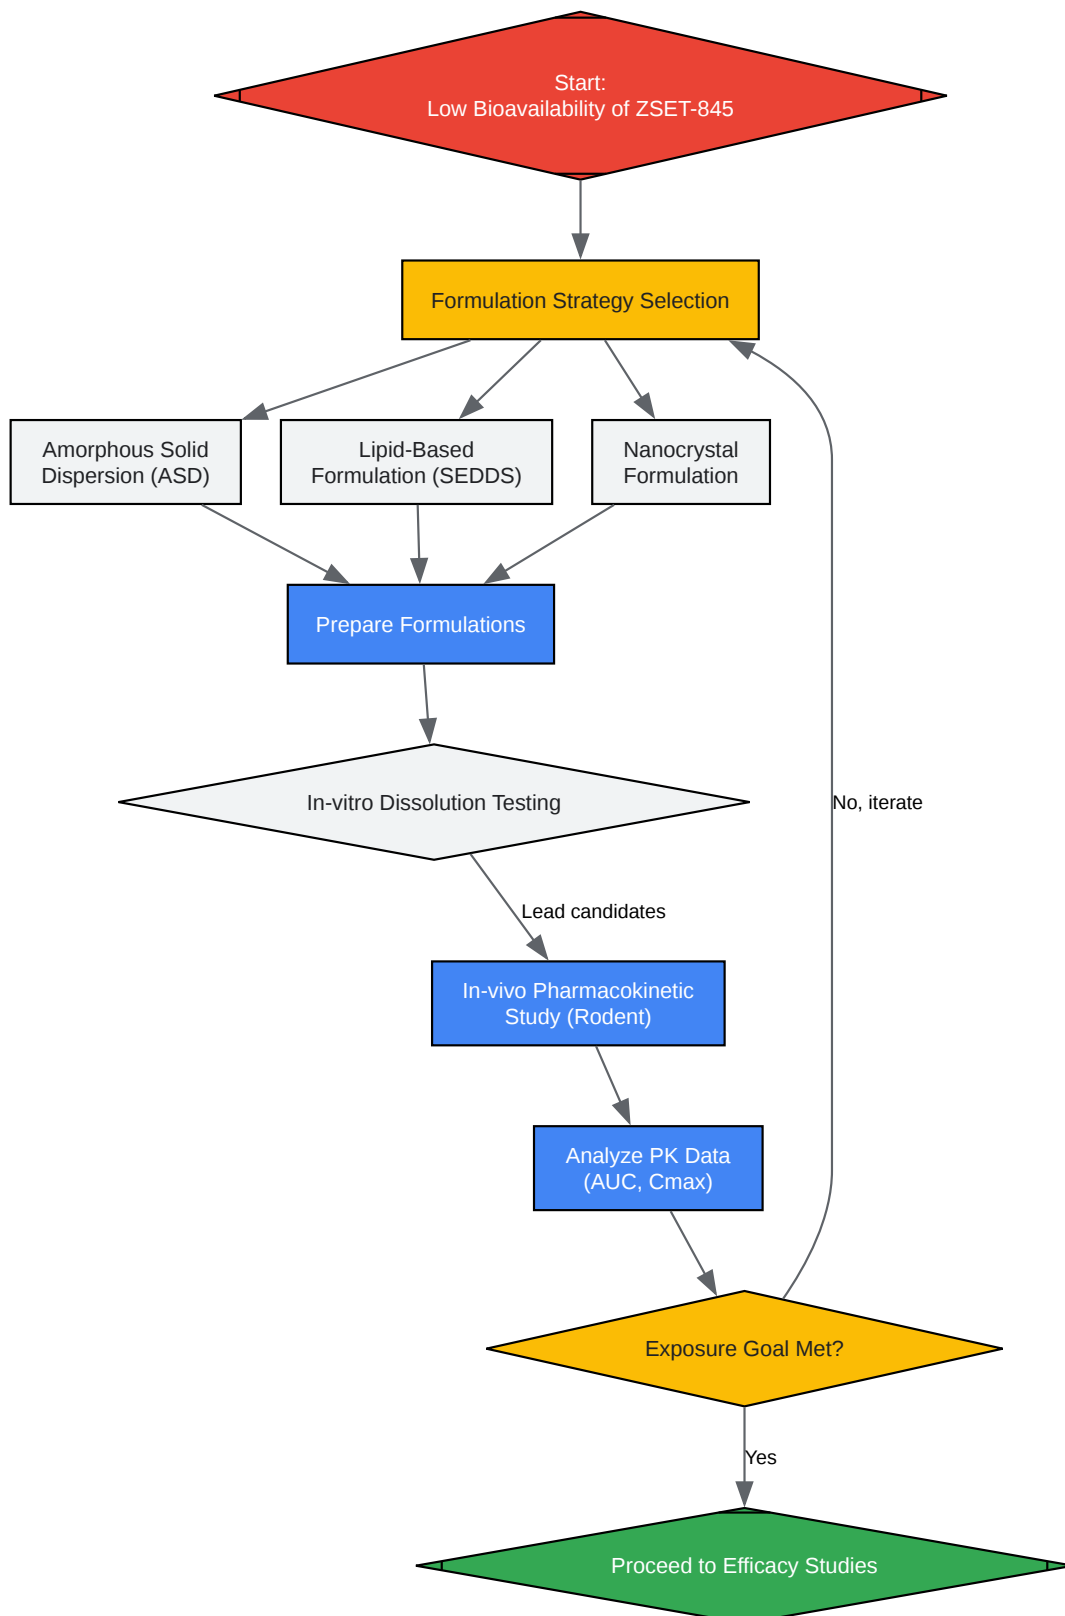 Start:
Low Bioavailability of ZSET-845
Formulation Strategy Selection
Amorphous Solid
Dispersion (ASD)
Lipid-Based
Formulation (SEDDS)
Nanocrystal
Formulation
Prepare Formulations
In-vitro Dissolution Testing
No, iterate
Lead candidates
In-vivo Pharmacokinetic
Study (Rodent)
Analyze PK Data
(AUC, Cmax)
Exposure Goal Met?
Yes
Proceed to Efficacy Studies